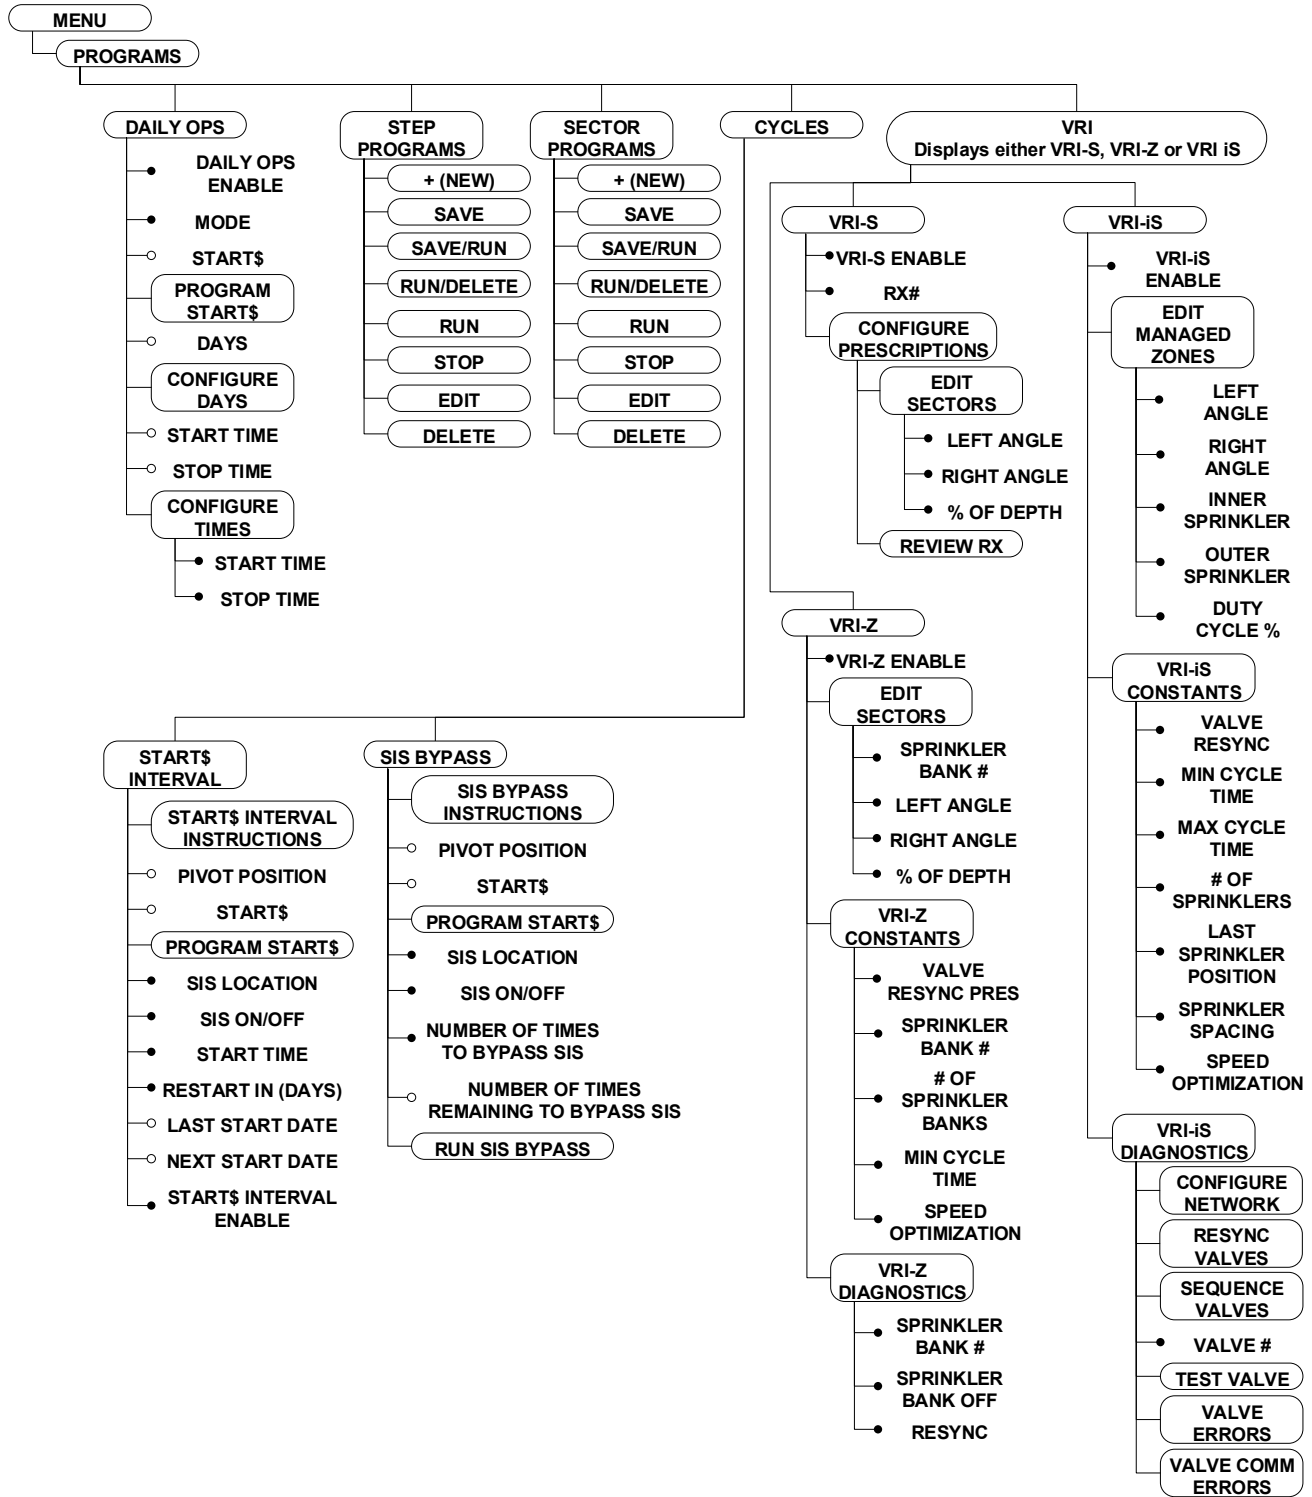 MENU
PROGRAMS
DAILY OPS
DAILY OPS
ENABLE
MODE
START$
PROGRAM
START$
DAYS
CONFIGURE
DAYS
START TIME
STOP TIME
CONFIGURE
TIMES
START TIME
STOP TIME
STEP
PROGRAMS
+ (NEW)
SAVE
SAVE/RUN
RUN/DELETE
RUN
STOP
EDIT
DELETE
SECTOR
PROGRAMS
+ (NEW)
SAVE
SAVE/RUN
RUN/DELETE
RUN
STOP
EDIT
DELETE
CYCLES
START$
INTERVAL
START$ INTERVAL
INSTRUCTIONS
PIVOT POSITION
START$
PROGRAM START$
SIS LOCATION
SIS ON/OFF
START TIME
RESTART IN (DAYS)
LAST START DATE
NEXT START DATE
START$ INTERVAL
ENABLE
SIS BYPASS
SIS BYPASS
INSTRUCTIONS
PIVOT POSITION
START$
PROGRAM START$
SIS LOCATION
SIS ON/OFF
NUMBER OF TIMES
TO BYPASS SIS
NUMBER OF TIMES
REMAINING TO BYPASS SIS
RUN SIS BYPASS
VRI
Displays either VRI-S, VRI-Z or VRI iS
VRI-S
VRI-S ENABLE
RX#
CONFIGURE
PRESCRIPTIONS
EDIT
SECTORS
LEFT ANGLE
RIGHT ANGLE
% OF DEPTH
REVIEW RX
VRI-Z
VRI-Z ENABLE
EDIT
SECTORS
SPRINKLER
BANK #
LEFT ANGLE
RIGHT ANGLE
% OF DEPTH
VRI-Z
CONSTANTS
VALVE
RESYNC PRES
SPRINKLER
BANK #
# OF
SPRINKLER
BANKS
MIN CYCLE
TIME
SPEED
OPTIMIZATION
VRI-Z
DIAGNOSTICS
SPRINKLER
BANK #
SPRINKLER
BANK OFF
RESYNC
VRI-iS
VRI-iS
ENABLE
EDIT
MANAGED
ZONES
LEFT
ANGLE
RIGHT
ANGLE
INNER
SPRINKLER
OUTER
SPRINKLER
DUTY
CYCLE %
VRI-iS
CONSTANTS
VALVE
RESYNC
MIN CYCLE
TIME
MAX CYCLE
TIME
# OF
SPRINKLERS
LAST
SPRINKLER
POSITION
SPRINKLER
SPACING
SPEED
OPTIMIZATION
VRI-iS
DIAGNOSTICS
CONFIGURE
NETWORK
RESYNC
VALVES
SEQUENCE
VALVES
VALVE #
TEST VALVE
VALVE
ERRORS
VALVE COMM
ERRORS